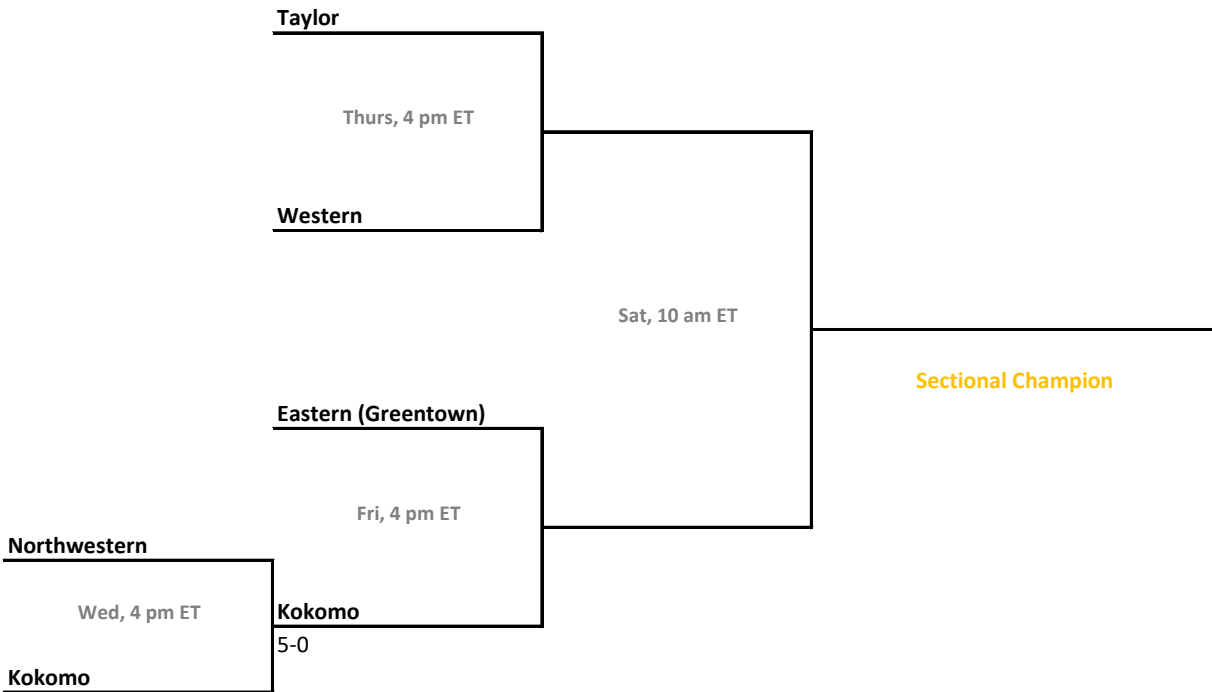 Taylor
Thurs, 4 pm ET
Western
Sat, 10 am ET
Sectional Champion
Eastern (Greentown)
Fri, 4 pm ET
Northwestern
Wed, 4 pm ET
Kokomo
5-0
Kokomo